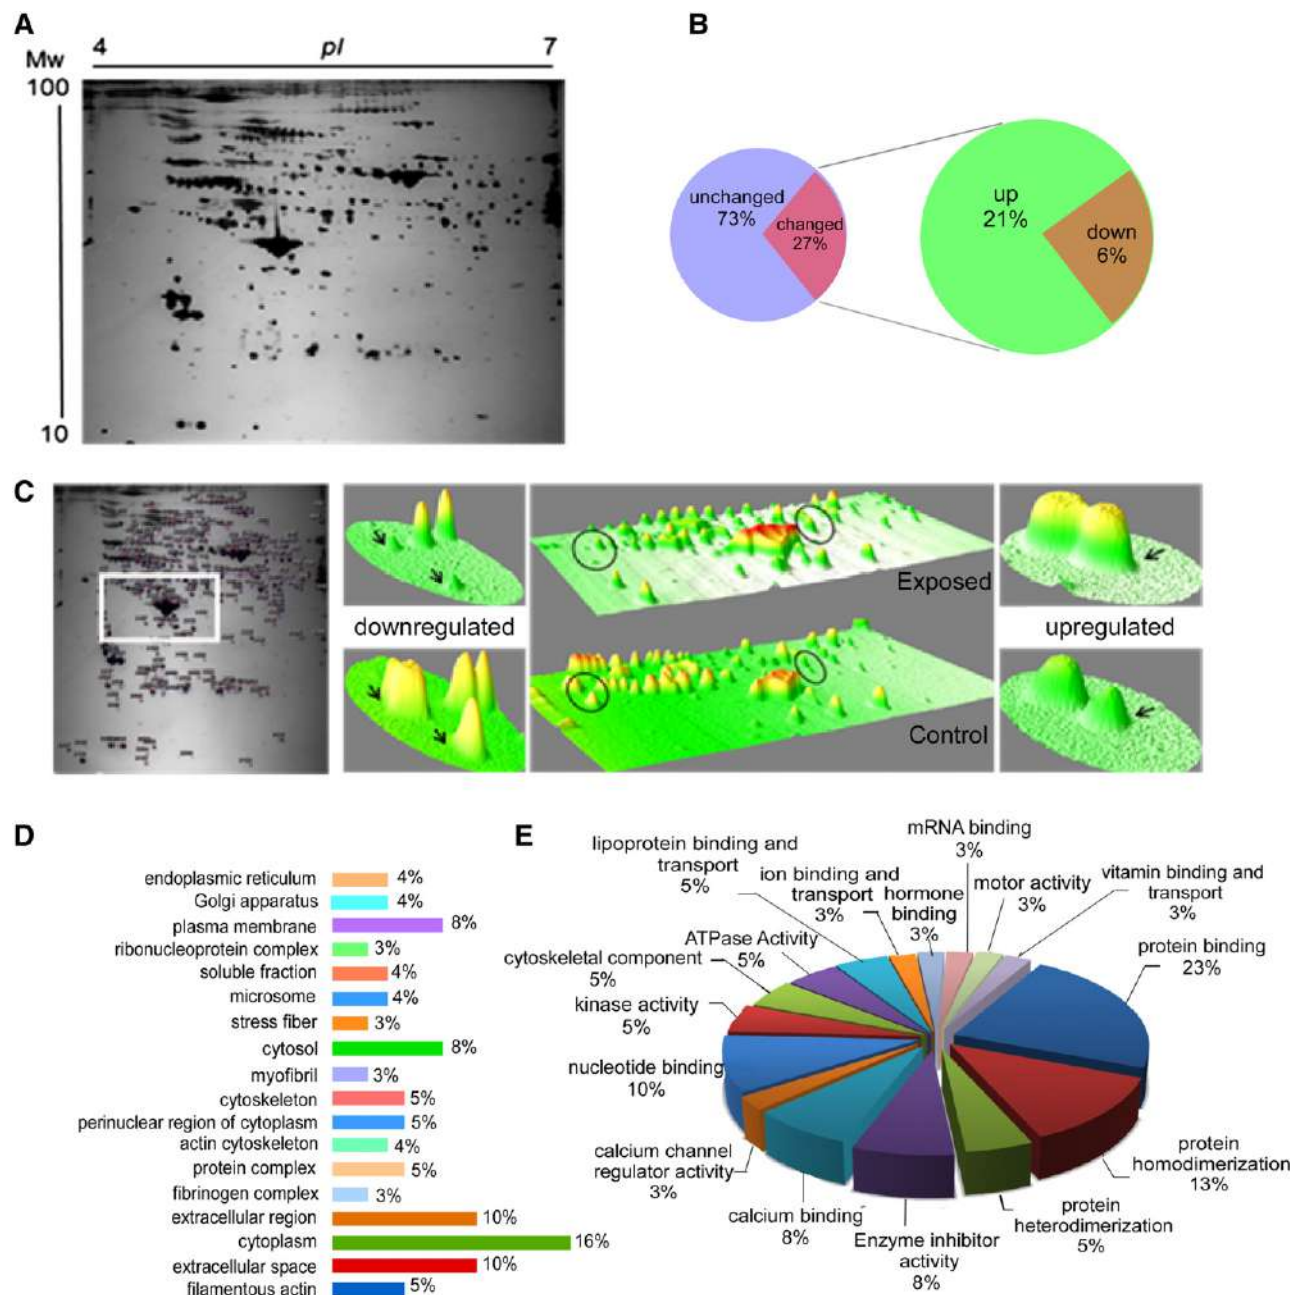 A
4 pI 7
Mw
100
10
B
unchanged
73%
changed
27%
up
21%
down
6%
C
downregulated
Exposed
Control
upregulated
D
endoplasmic reticulum 4%
Golgi apparatus 4%
plasma membrane 8%
ribonucleoprotein complex 3%
soluble fraction 4%
microsome 4%
stress fiber 3%
cytosol 8%
myofibril 3%
cytoskeleton 5%
perinuclear region of cytoplasm 5%
actin cytoskeleton 4%
protein complex 5%
fibrinogen complex 3%
extracellular region 10%
cytoplasm 16%
extracellular space 10%
filamentous actin 5%
E
mRNA binding
3%
lipoprotein binding and
transport
5%
ion binding and
transport
3%
hormone
binding
3%
motor activity
3%
vitamin binding and
transport
3%
protein binding
23%
ATPase Activity
5%
cytoskeletal component
5%
kinase activity
5%
nucleotide binding
10%
calcium channel
regulator activity
3%
calcium binding
8%
Enzyme inhibitor
activity
8%
protein
heterodimerization
5%
protein
homodimerization
13%